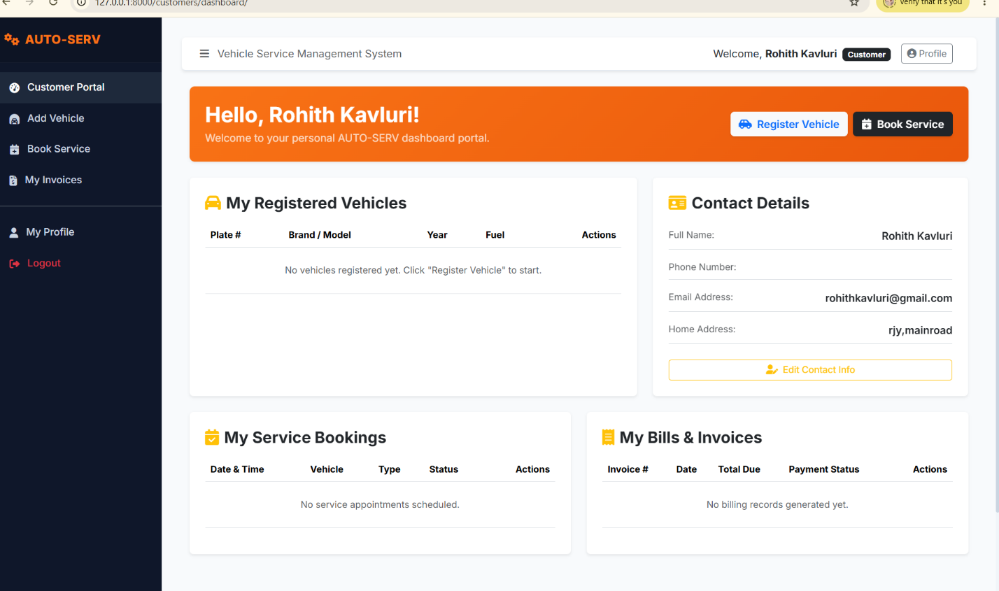 127.0.0.1:8000/customers/dashboard/
Verify that it's you
AUTO-SERV
Customer Portal
Add Vehicle
Book Service
My Invoices
My Profile
Logout
Vehicle Service Management System
Welcome, Rohith Kavluri Customer Profile
Hello, Rohith Kavluri!
Welcome to your personal AUTO-SERV dashboard portal.
Register Vehicle
Book Service
My Registered Vehicles
Plate # Brand / Model Year Fuel Actions
No vehicles registered yet. Click "Register Vehicle" to start.
Contact Details
Full Name: Rohith Kavluri
Phone Number:
Email Address: rohithkavluri@gmail.com
Home Address: rjy,mainroad
Edit Contact Info
My Service Bookings
Date & Time Vehicle Type Status Actions
No service appointments scheduled.
My Bills & Invoices
Invoice # Date Total Due Payment Status Actions
No billing records generated yet.